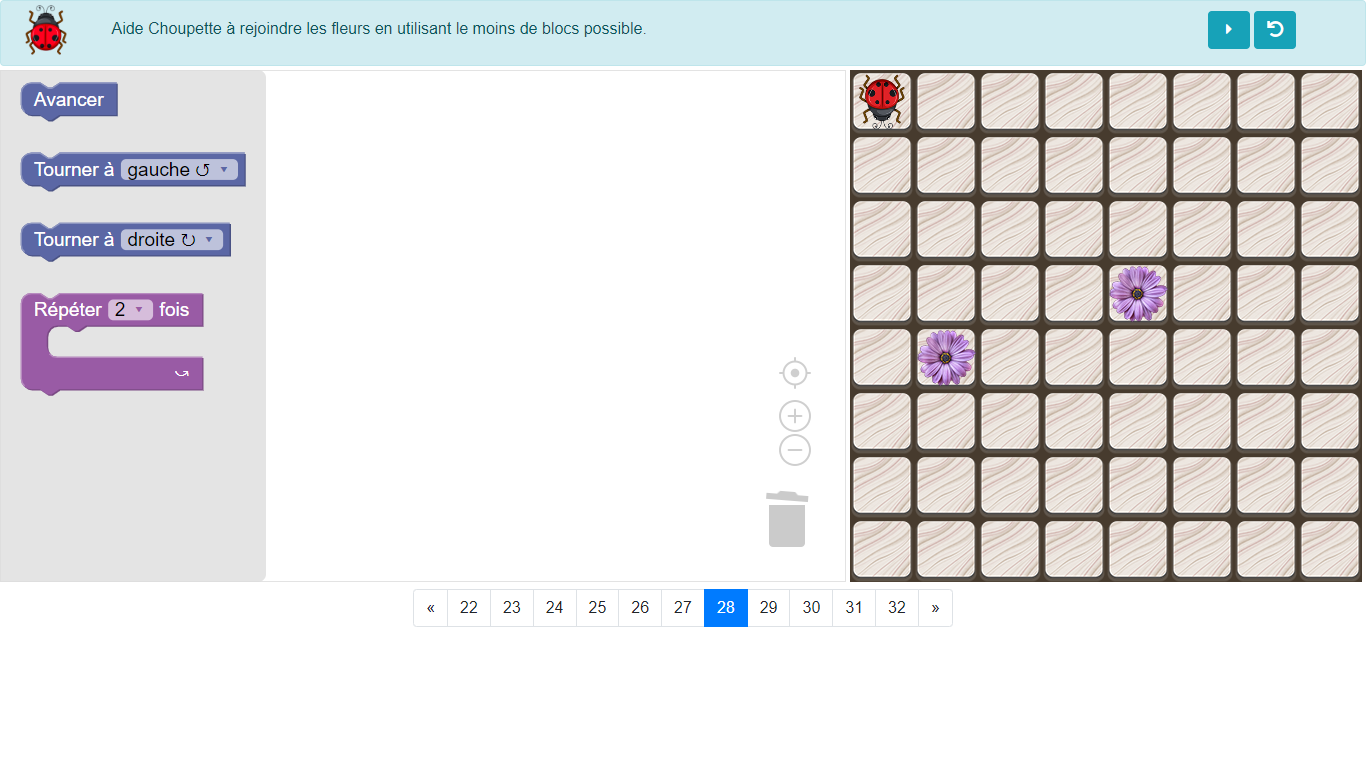 Aide Choupette à rejoindre les fleurs en utilisant le moins de blocs possible.
Avancer
Tourner à gauche ↺ ▾
Tourner à droite ↻ ▾
Répéter 2 ▾ fois
« 22 23 24 25 26 27 28 29 30 31 32 »